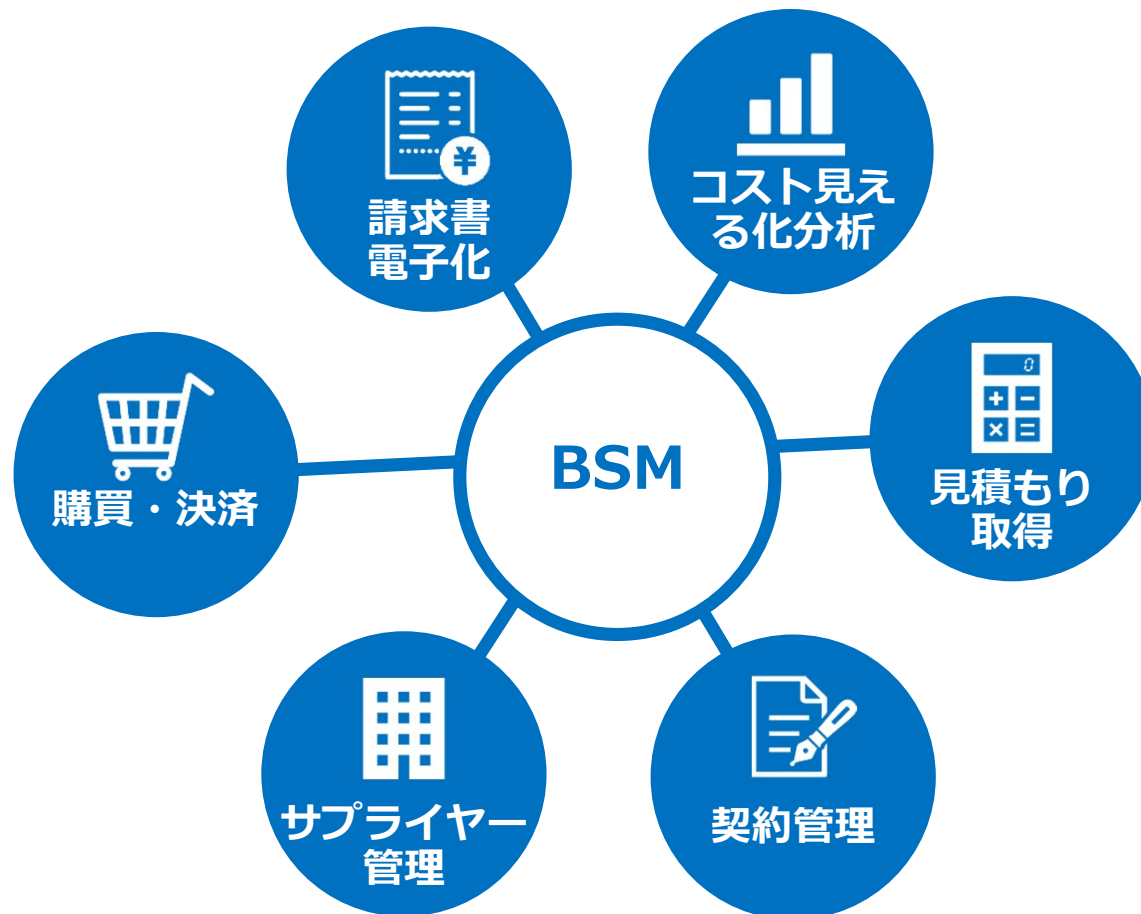 請求書
電子化
コスト見え
る化分析
購買・決済
BSM
0
見積もり
取得
サプライヤー
管理
契約管理
¥
+ -
× =